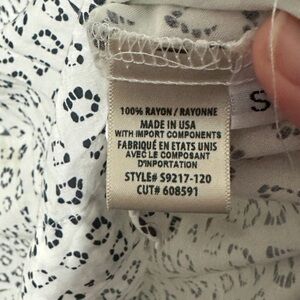 S
100% RAYON / RAYONNE
MADE IN USA
WITH IMPORT COMPONENTS
FABRIQUÉ EN ETATS UNIS
AVEC LE COMPOSANT
D'INPORTATION
STYLE# S9217-120
CUT# 608591